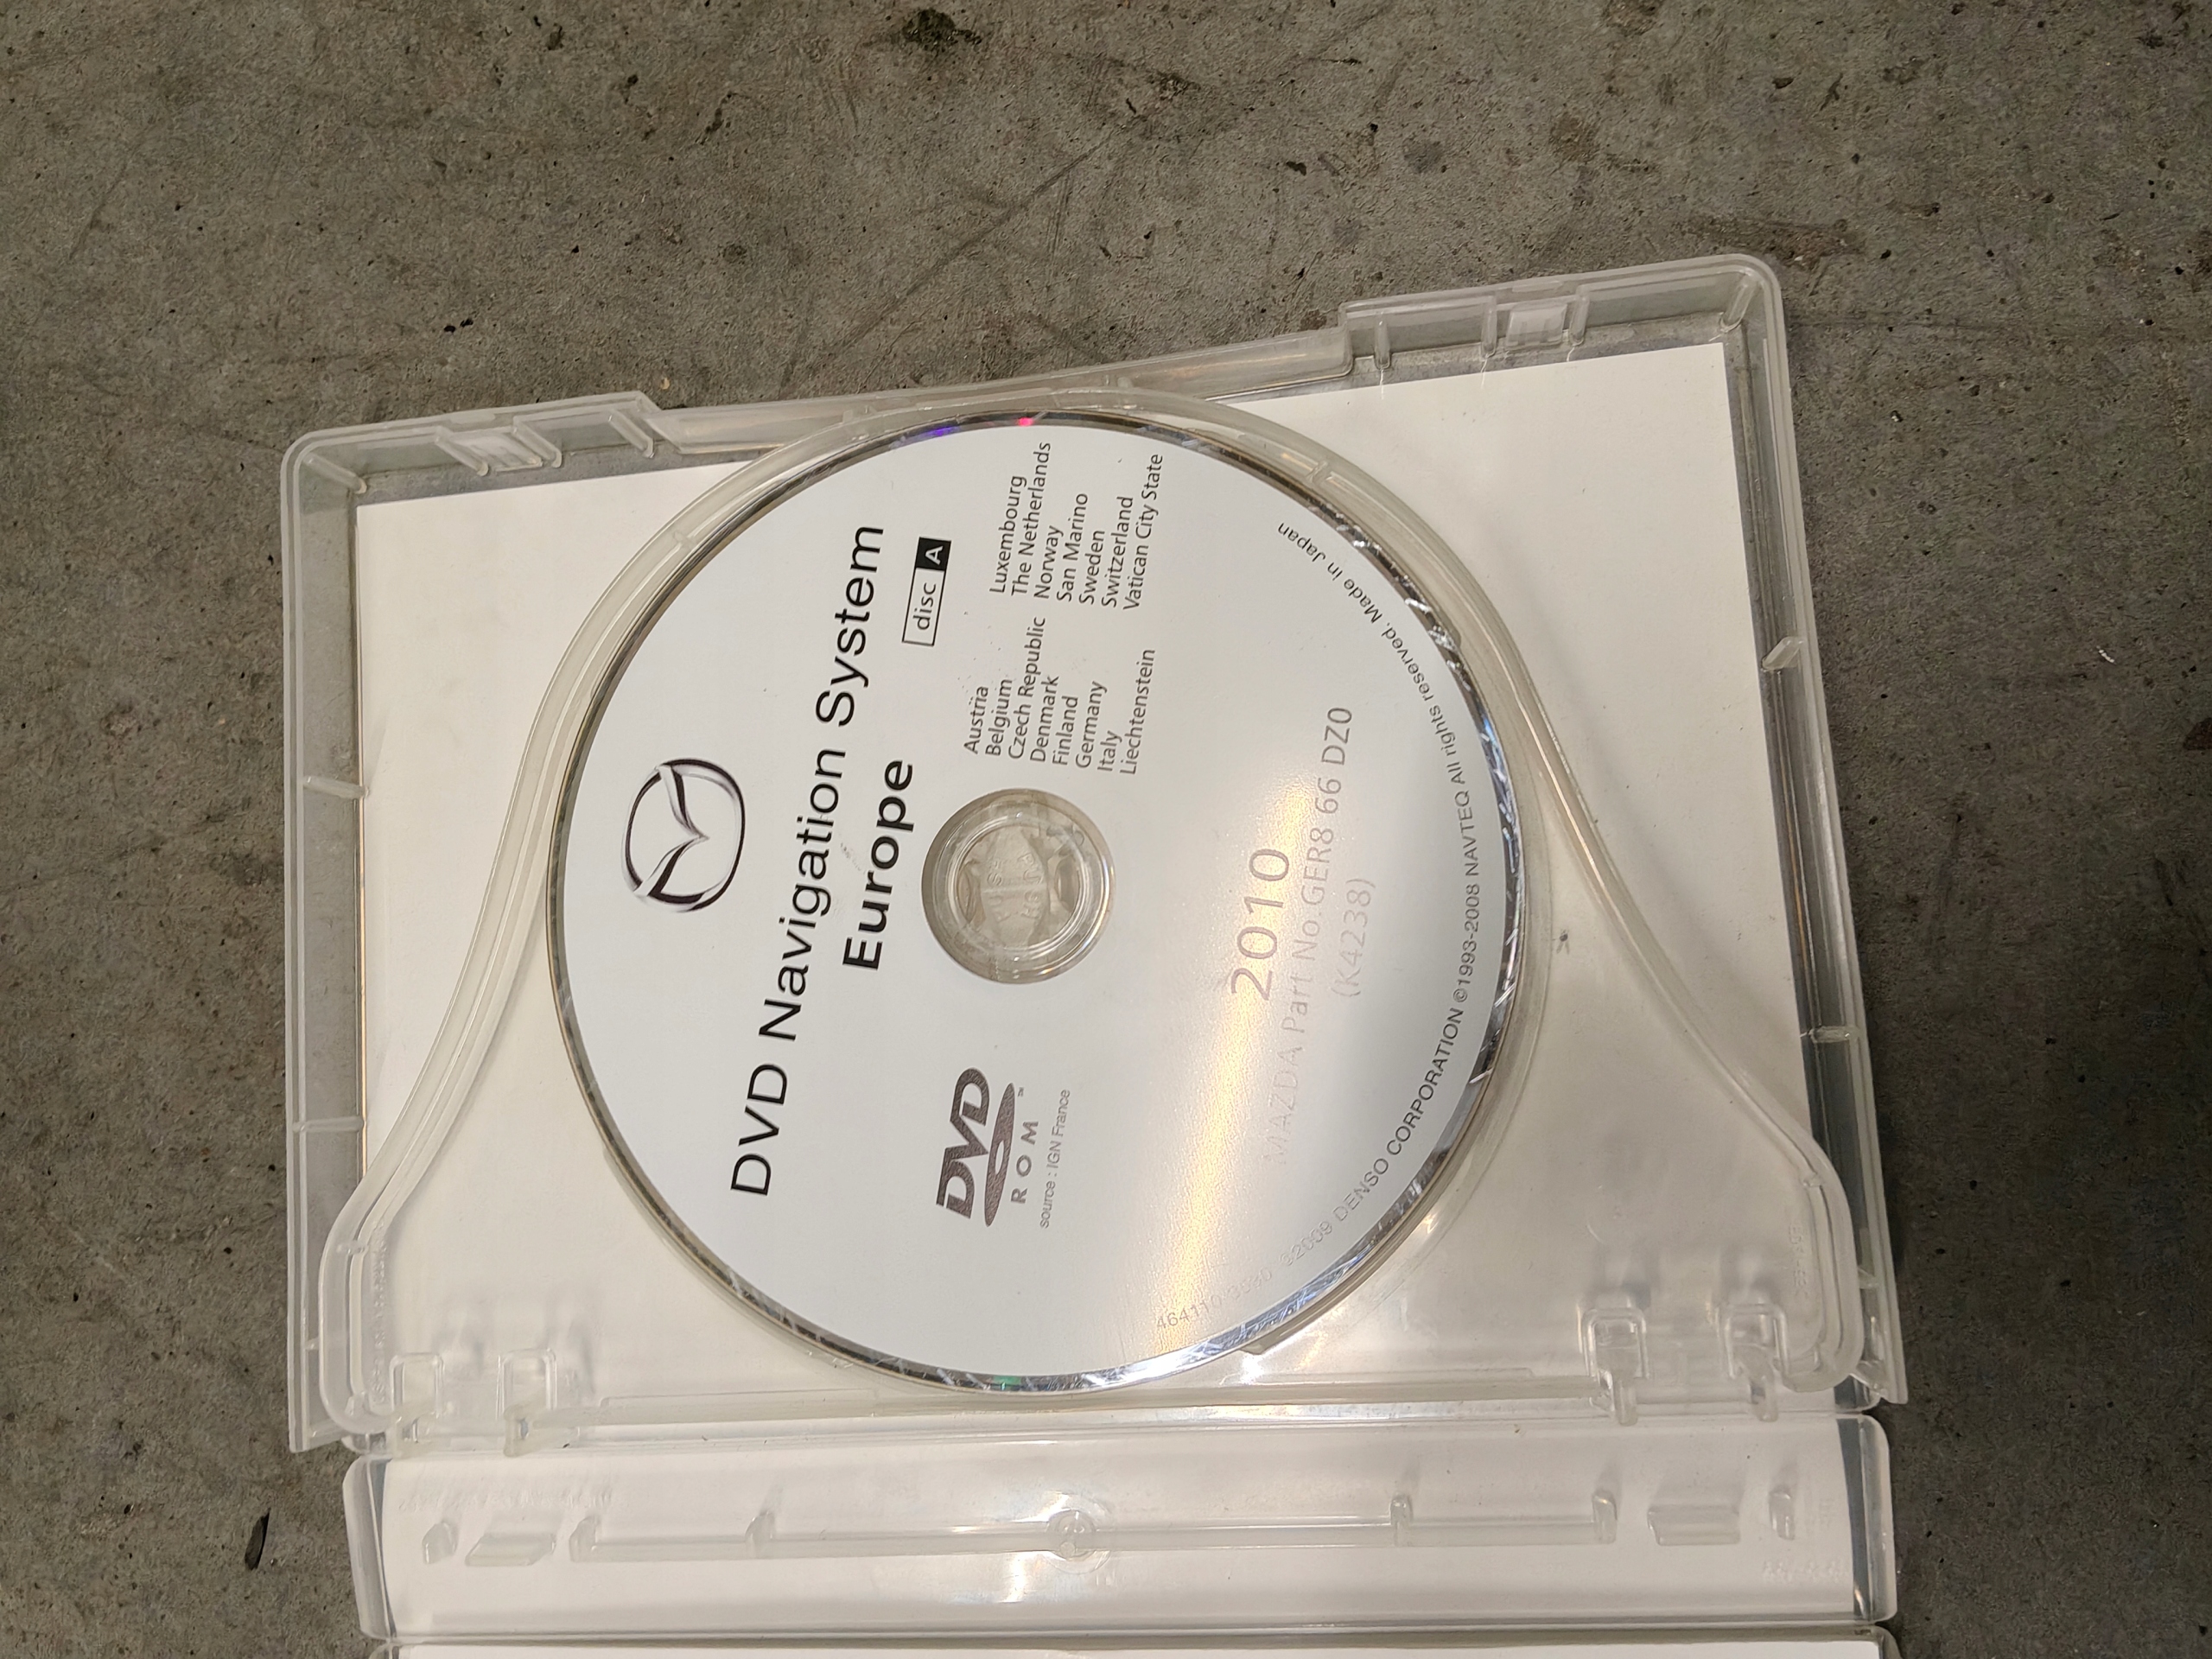 DVD Navigation System
Europe
DVD
ROM™
source : IGN France
disc A
Austria
Belgium
Czech Republic
Denmark
Finland
Germany
Italy
Liechtenstein
Luxembourg
The Netherlands
Norway
San Marino
Sweden
Switzerland
Vatican City State
2010
MAZDA Part No.GER8 66 DZ0
(K4238)
©2009 DENSO CORPORATION ©1993-2008 NAVTEQ All rights reserved. Made in Japan